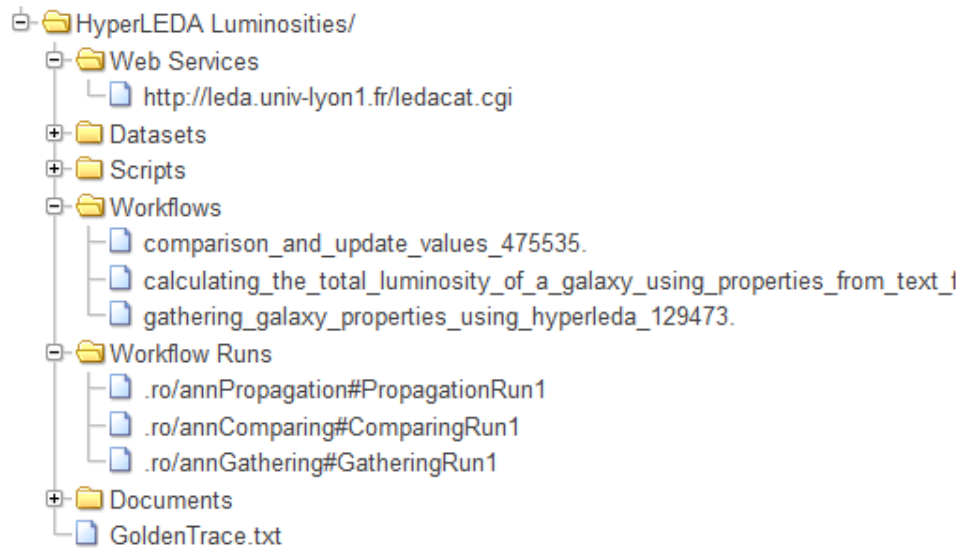 HyperLEDA Luminosities/
Web Services
http://leda.univ-lyon1.fr/ledacat.cgi
Datasets
Scripts
Workflows
comparison_and_update_values_475535.
calculating_the_total_luminosity_of_a_galaxy_using_properties_from_text_f
gathering_galaxy_properties_using_hyperleda_129473.
Workflow Runs
.ro/annPropagation#PropagationRun1
.ro/annComparing#ComparingRun1
.ro/annGathering#GatheringRun1
Documents
GoldenTrace.txt